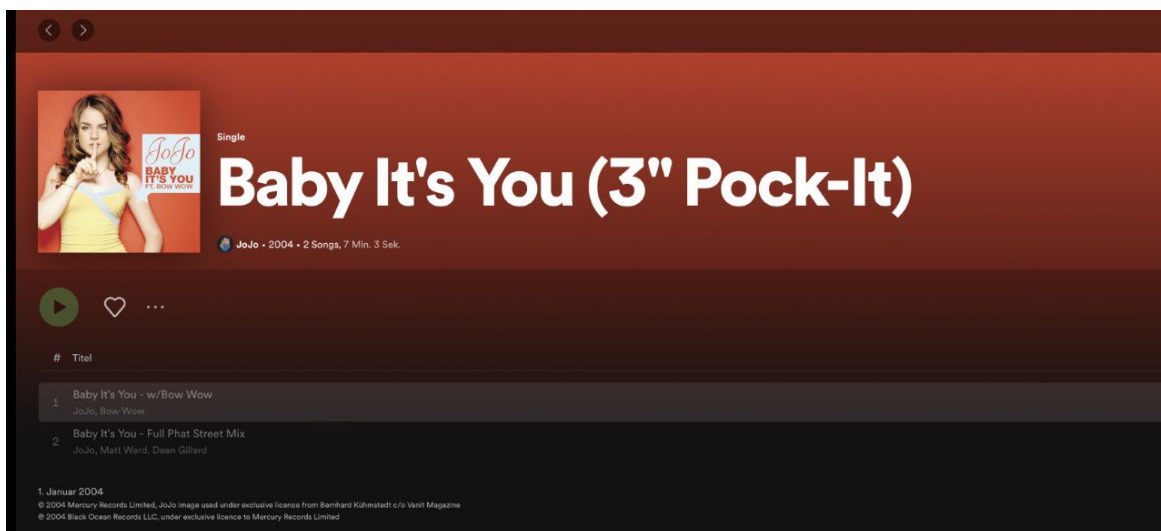 JoJo
BABY
IT'S YOU
FT. BOW WOW
Single
Baby It's You (3" Pock-It)
JoJo • 2004 • 2 Songs, 7 Min. 3 Sek.
# Titel
1
Baby It's You - w/Bow Wow
JoJo, Bow Wow
2
Baby It's You - Full Phat Street Mix
JoJo, Matt Ward, Dean Gillard
1. Januar 2004
© 2004 Mercury Records Limited, JoJo image used under exclusive licence from Bernhard Kühmstedt c/o Vanit Magazine
℗ 2004 Black Ocean Records LLC, under exclusive licence to Mercury Records Limited